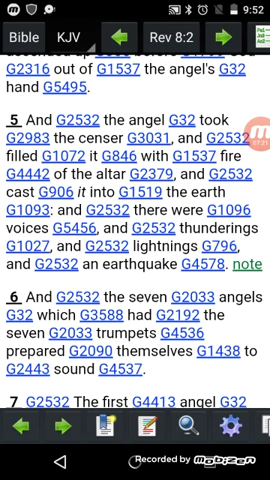 9:52
Bible KJV Rev 8:2
G2316 out of G1537 the angel's G32
hand G5495.
5 And G2532 the angel G32 took
G2983 the censer G3031, and G2532
filled G1072 it G846 with G1537 fire
G4442 of the altar G2379, and G2532
cast G906 it into G1519 the earth
G1093: and G2532 there were G1096
voices G5456, and G2532 thunderings
G1027, and G2532 lightnings G796,
and G2532 an earthquake G4578. note
6 And G2532 the seven G2033 angels
G32 which G3588 had G2192 the
seven G2033 trumpets G4536
prepared G2090 themselves G1438 to
G2443 sound G4537.
7 G2532 The first G4413 angel G32
Recorded by mobizen